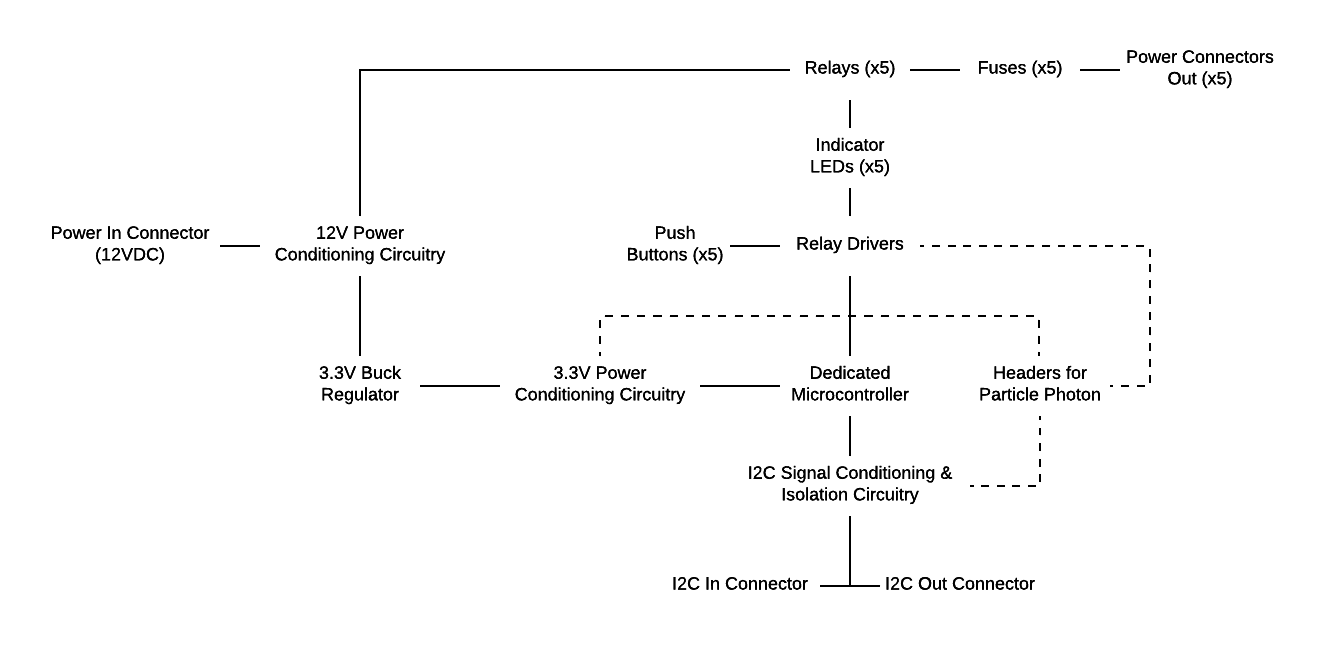 Relays (x5)
Fuses (x5)
Power Connectors
Out (x5)
Indicator
LEDs (x5)
Power In Connector
(12VDC)
12V Power
Conditioning Circuitry
Push
Buttons (x5)
Relay Drivers
3.3V Buck
Regulator
3.3V Power
Conditioning Circuitry
Dedicated
Microcontroller
Headers for
Particle Photon
I2C Signal Conditioning &
Isolation Circuitry
I2C In Connector
I2C Out Connector